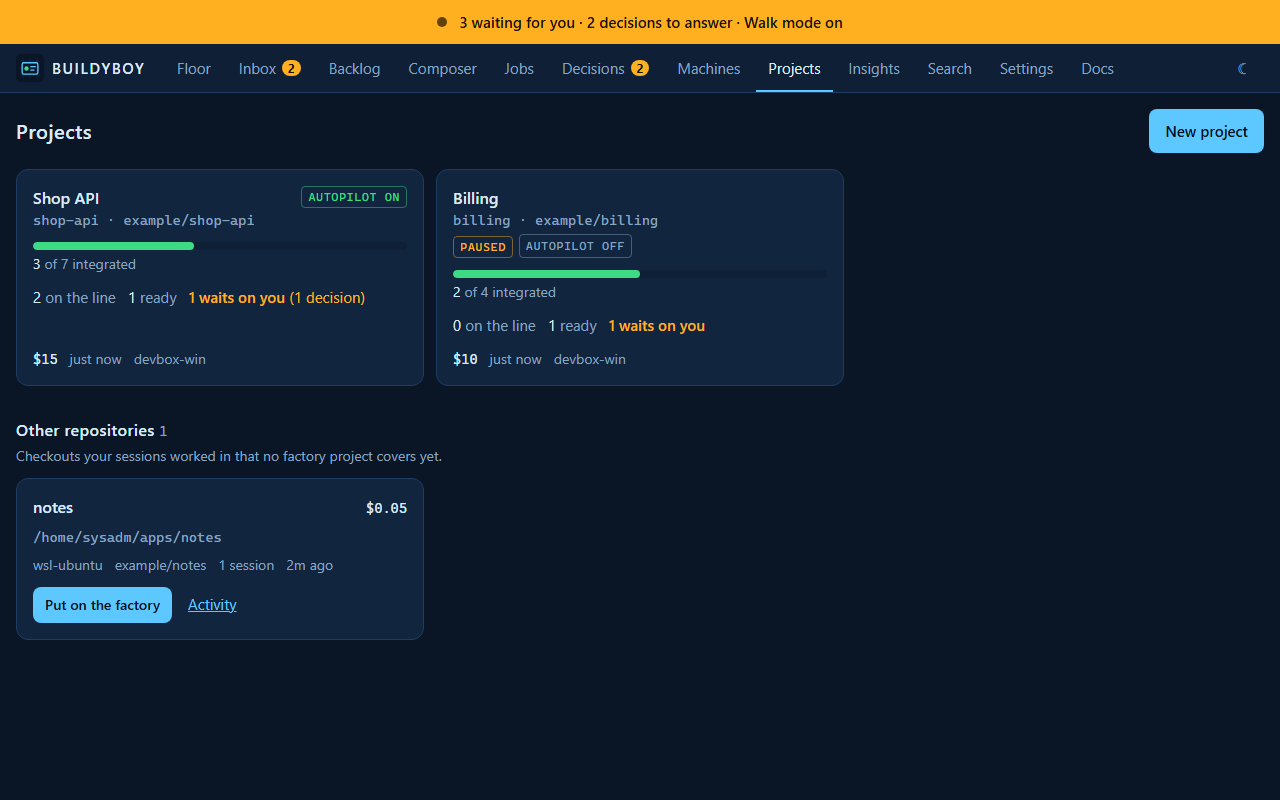 3 waiting for you · 2 decisions to answer · Walk mode on
BUILDYBOY Floor Inbox 2 Backlog Composer Jobs Decisions 2 Machines Projects Insights Search Settings Docs
Projects
New project
Shop API AUTOPILOT ON
shop-api · example/shop-api
3 of 7 integrated
2 on the line 1 ready 1 waits on you (1 decision)
$15 just now devbox-win
Billing
billing · example/billing
PAUSED AUTOPILOT OFF
2 of 4 integrated
0 on the line 1 ready 1 waits on you
$10 just now devbox-win
Other repositories 1
Checkouts your sessions worked in that no factory project covers yet.
notes $0.05
/home/sysadm/apps/notes
wsl-ubuntu example/notes 1 session 2m ago
Put on the factory Activity